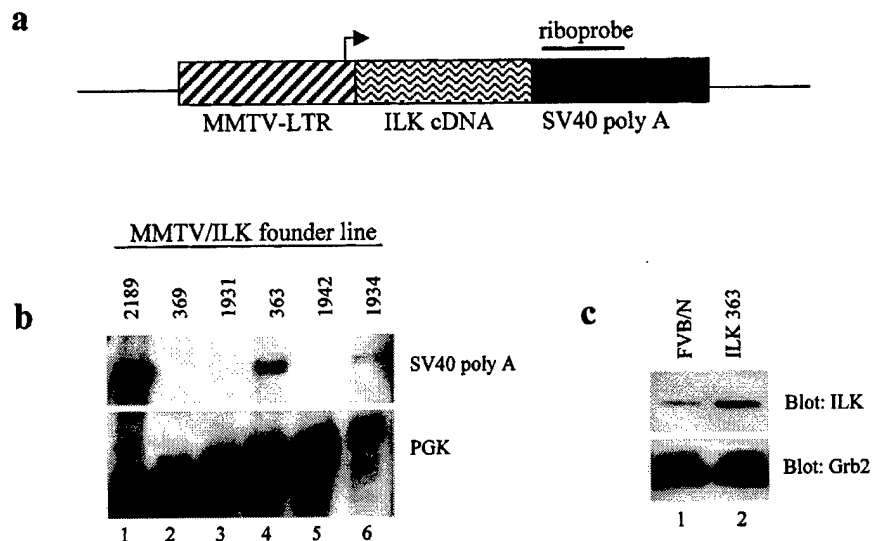 a
riboprobe
MMTV-LTR ILK cDNA SV40 poly A
MMTV/ILK founder line
2189 369 1931 363 1942 1934
b
SV40 poly A
PGK
1 2 3 4 5 6
c
FVB/N ILK 363
Blot: ILK
Blot: Grb2
1 2